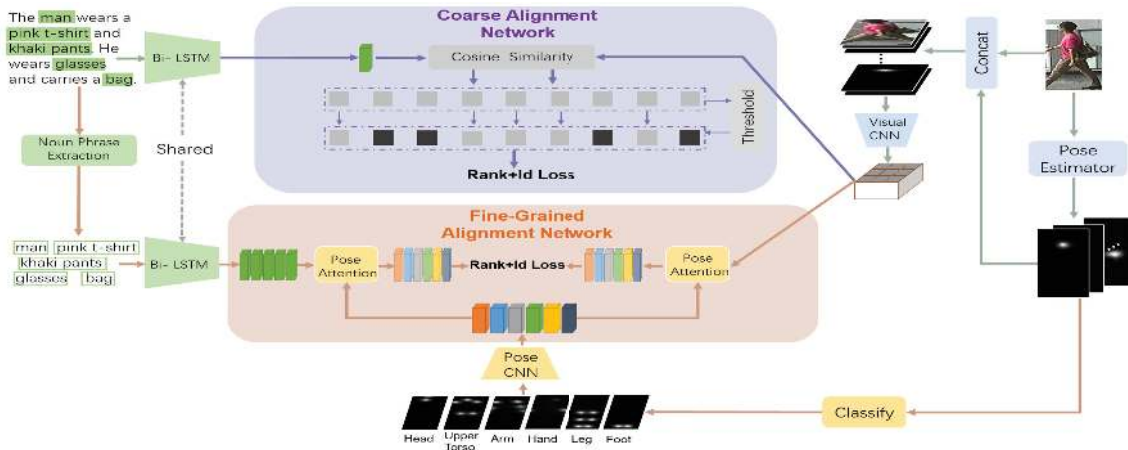 The man wears a
pink t-shirt and
khaki pants. He
wears glasses
and carries a bag.
Bi- LSTM
Noun Phrase
Extraction
Shared
man pink t-shirt
khaki pants
glasses bag
Bi- LSTM
Coarse Alignment
Network
Cosine Similarity
Threshold
Rank+Id Loss
Fine-Grained
Alignment Network
Pose
Attention
Rank+Id Loss
Pose
Attention
Pose
CNN
Head
Upper
Torso
Arm
Hand
Leg
Foot
Classify
Visual
CNN
Concat
Pose
Estimator